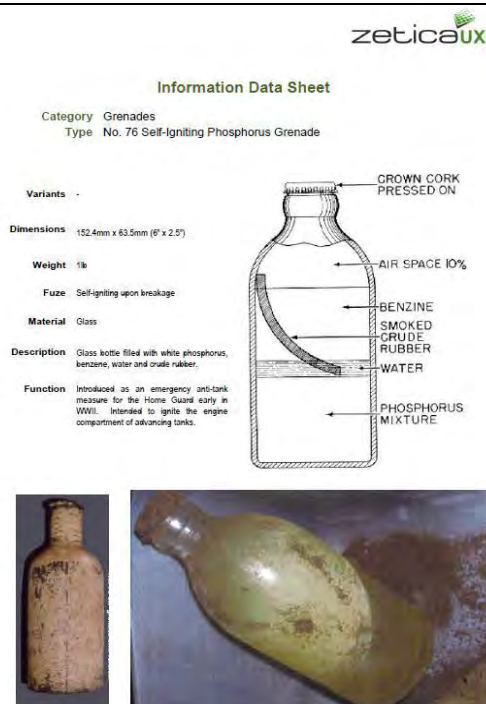 zeticaUX
Information Data Sheet
Category Grenades
Type No. 76 Self-Igniting Phosphorus Grenade
Variants -
Dimensions 152.4mm x 63.5mm (6" x 2.5")
Weight 1lb
Fuze Self-igniting upon breakage
Material Glass
Description Glass bottle filled with white phosphorus,
benzene, water and crude rubber.
Function Introduced as an emergency anti-tank
measure for the Home Guard early in
WWII. Intended to ignite the engine
compartment of advancing tanks.
CROWN CORK
PRESSED ON
AIR SPACE 10%
BENZINE
SMOKED
CRUDE
RUBBER
WATER
PHOSPHORUS
MIXTURE